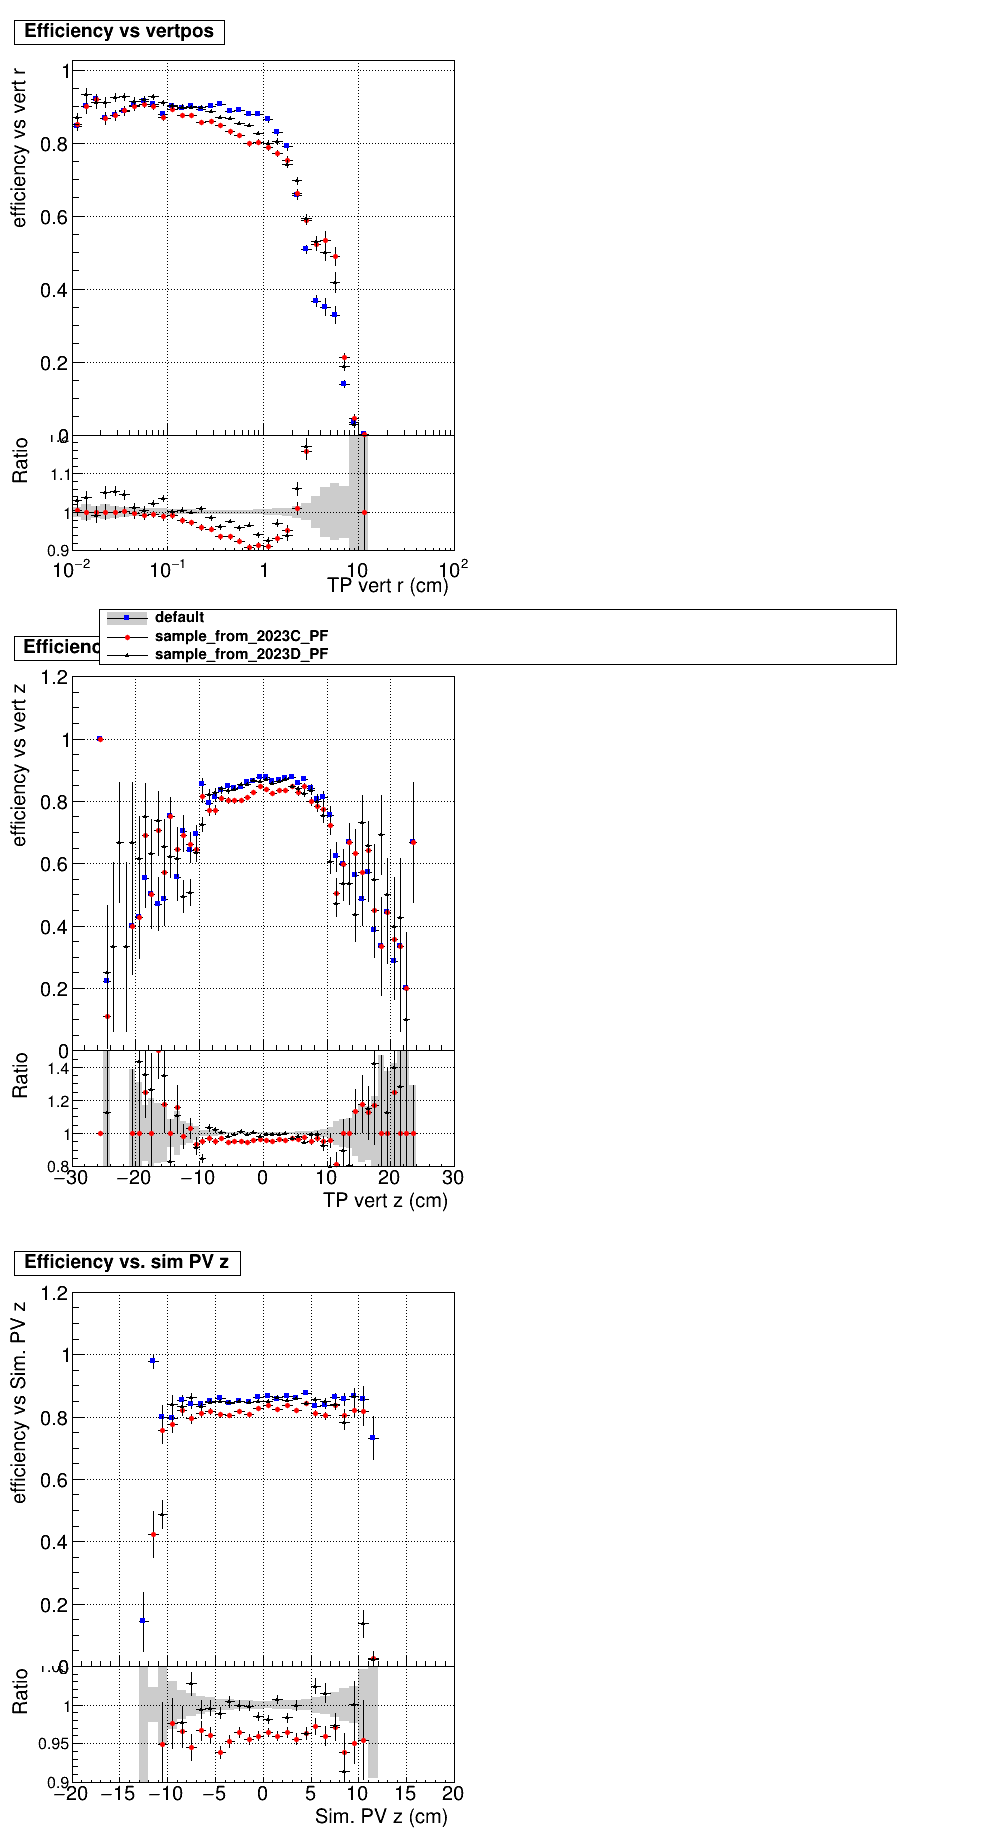 Efficiency vs vertpos
efficiency vs vert r
1
0.8
0.6
0.4
0.2
0
Ratio
1.1
1
0.9
10⁻² 10⁻¹ 1 10 10²
TP vert r (cm)
default
sample_from_2023C_PF
sample_from_2023D_PF
efficiency vs vert z
1.2
1
0.8
0.6
0.4
0.2
0
Ratio
1.4
1.2
1
0.8
−30 −20 −10 0 10 20 30
TP vert z (cm)
Efficiency vs. sim PV z
efficiency vs Sim. PV z
1.2
1
0.8
0.6
0.4
0.2
0
Ratio
1
0.95
0.9
−20 −15 −10 −5 0 5 10 15 20
Sim. PV z (cm)